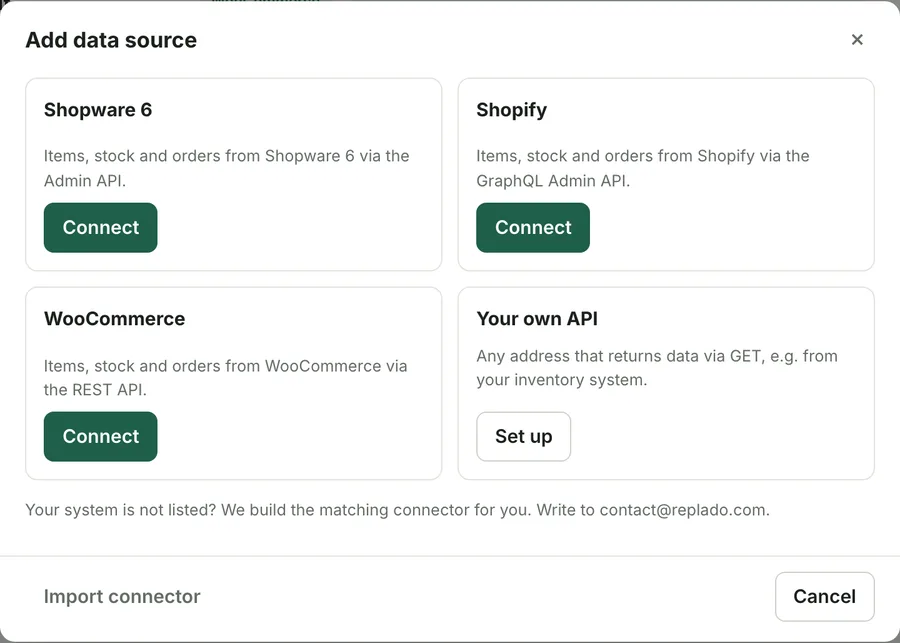 Add data source
Shopware 6
Items, stock and orders from Shopware 6 via the
Admin API.
Connect
Shopify
Items, stock and orders from Shopify via the
GraphQL Admin API.
Connect
WooCommerce
Items, stock and orders from WooCommerce via
the REST API.
Connect
Your own API
Any address that returns data via GET, e.g. from
your inventory system.
Set up
Your system is not listed? We build the matching connector for you. Write to contact@replado.com.
Import connector
Cancel